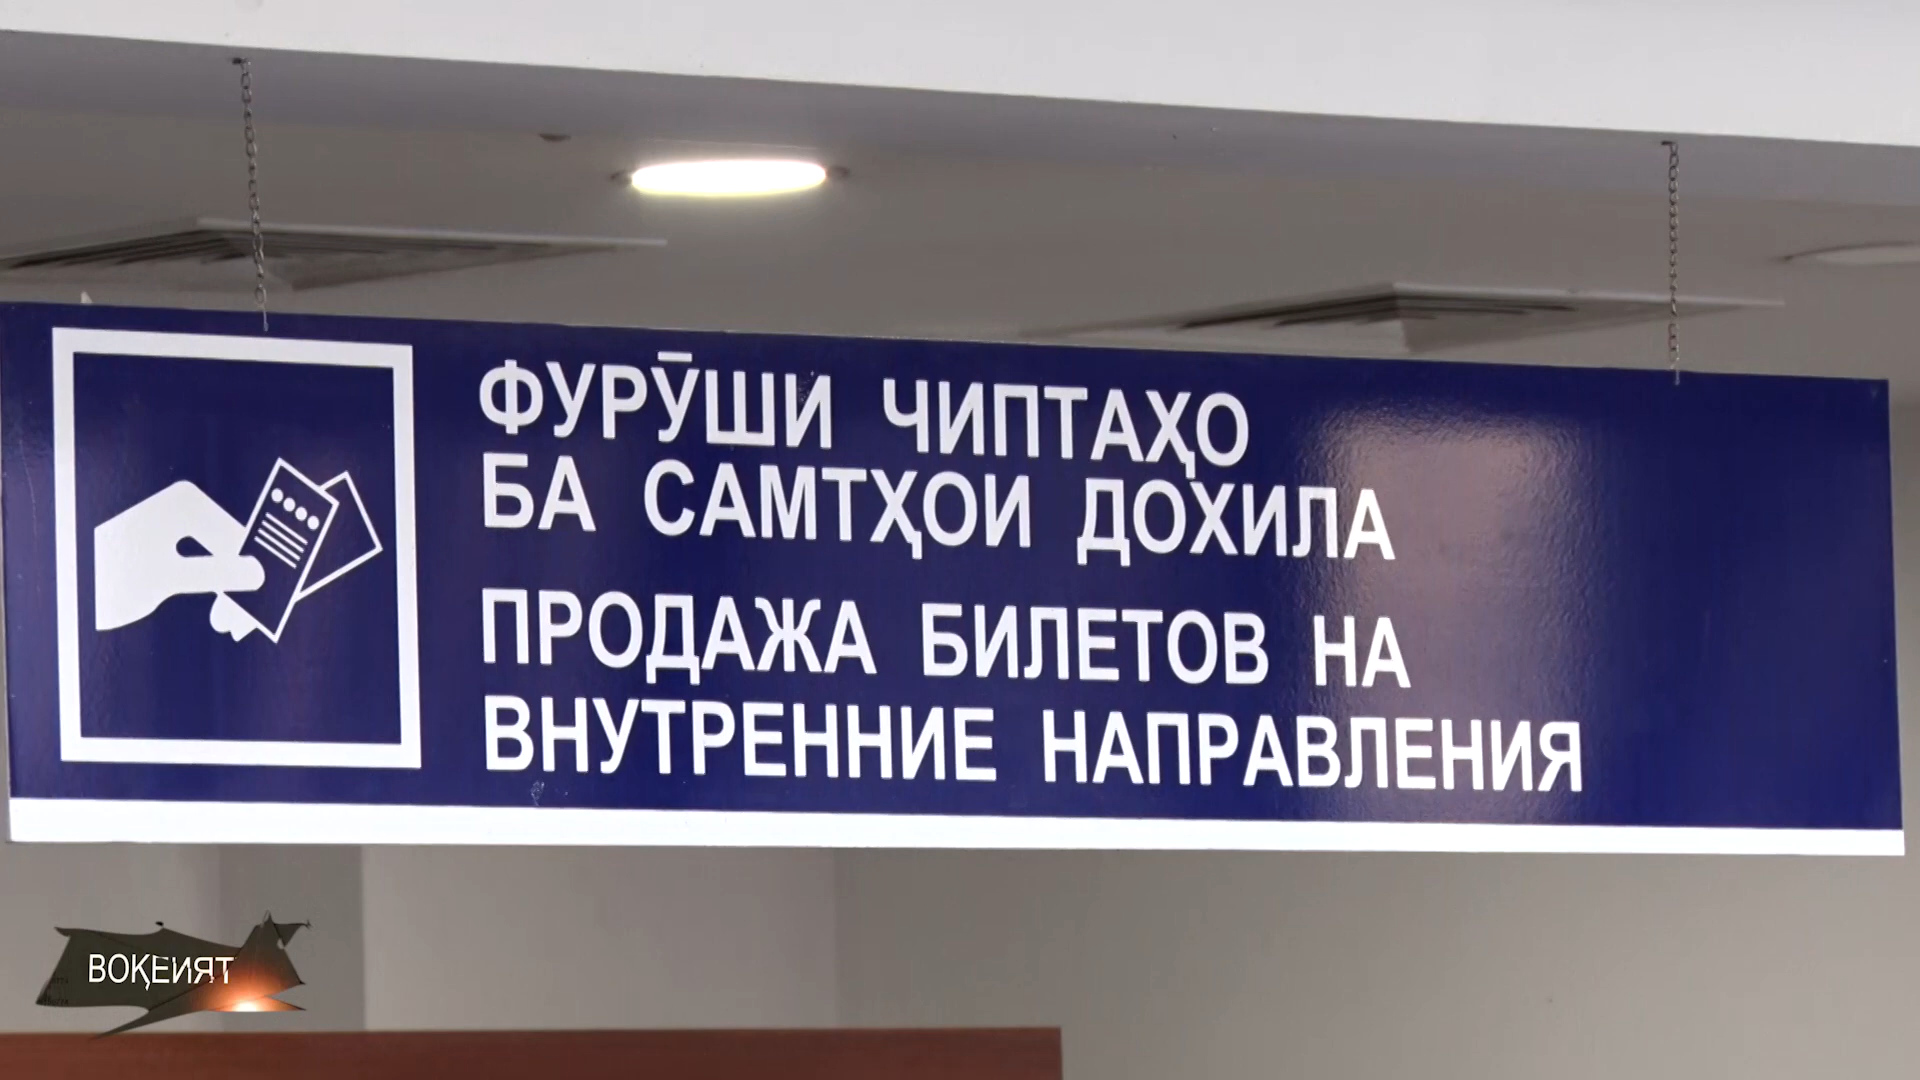 ФУРӮШИ ЧИПТАҲО
БА САМТҲОИ ДОХИЛА
ПРОДАЖА БИЛЕТОВ НА
ВНУТРЕННИЕ НАПРАВЛЕНИЯ
ВОҚЕИЯТ